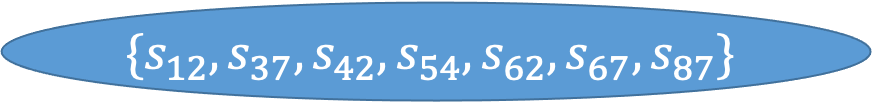 {s₁₂, s₃₇, s₄₂, s₅₄, s₆₂, s₆₇, s₈₇}